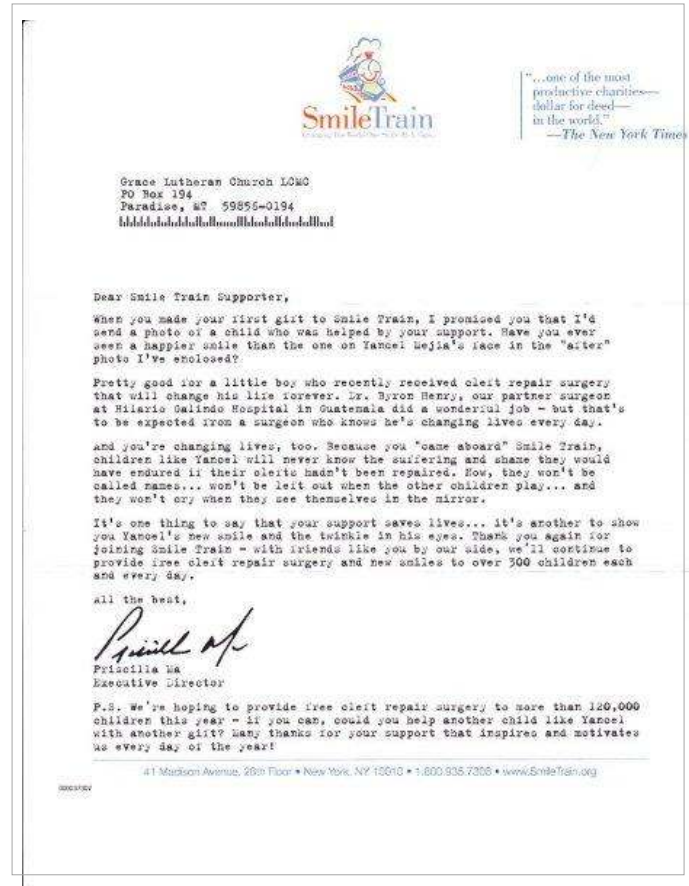 SmileTrain
"...one of the most
productive charities—
dollar for deed—
in the world."
—The New York Times
Grace Lutheran Church LCMC
PO Box 194
Paradise, MT 59856-0194
Dear Smile Train Supporter,
When you made your first gift to Smile Train, I promised you that I'd
send a photo of a child who was helped by your support. Have you ever
seen a happier smile than the one on Yancel Mejia's face in the "after"
photo I've enclosed?
Pretty good for a little boy who recently received cleft repair surgery
that will change his life forever. Dr. Byron Henry, our partner surgeon
at Hilario Galindo Hospital in Guatemala did a wonderful job - but that's
to be expected from a surgeon who knows he's changing lives every day.
And you're changing lives, too. Because you "came aboard" Smile Train,
children like Yancel will never know the suffering and shame they would
have endured if their clefts hadn't been repaired. Now, they won't be
called names... won't be left out when the other children play... and
they won't cry when they see themselves in the mirror.
It's one thing to say that your support saves lives... it's another to show
you Yancel's new smile and the twinkle in his eyes. Thank you again for
joining Smile Train - with friends like you by our side, we'll continue to
provide free cleft repair surgery and new smiles to over 300 children each
and every day.
All the best,
Priscilla Ma
Executive Director
P.S. We're hoping to provide free cleft repair surgery to more than 120,000
children this year - if you can, could you help another child like Yancel
with another gift? Many thanks for your support that inspires and motivates
us every day of the year!
41 Madison Avenue, 28th Floor • New York, NY 10010 • 1.800.935.7308 • www.SmileTrain.org